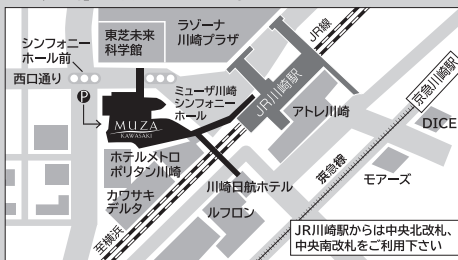 シンフォニー
ホール前
東芝未来
科学館
ラゾーナ
川崎プラザ
JR線
西口通り
P
ミューザ川崎
シンフォニー
ホール
JR川崎駅
京急川崎駅
アトレ川崎
MUZA
KAWASAKI
DICE
ホテルメトロ
ポリタン川崎
京急線
川崎日航ホテル
モアーズ
カワサキ
デルタ
ルフロン
至横浜
JR川崎駅からは中央北改札、
中央南改札をご利用下さい